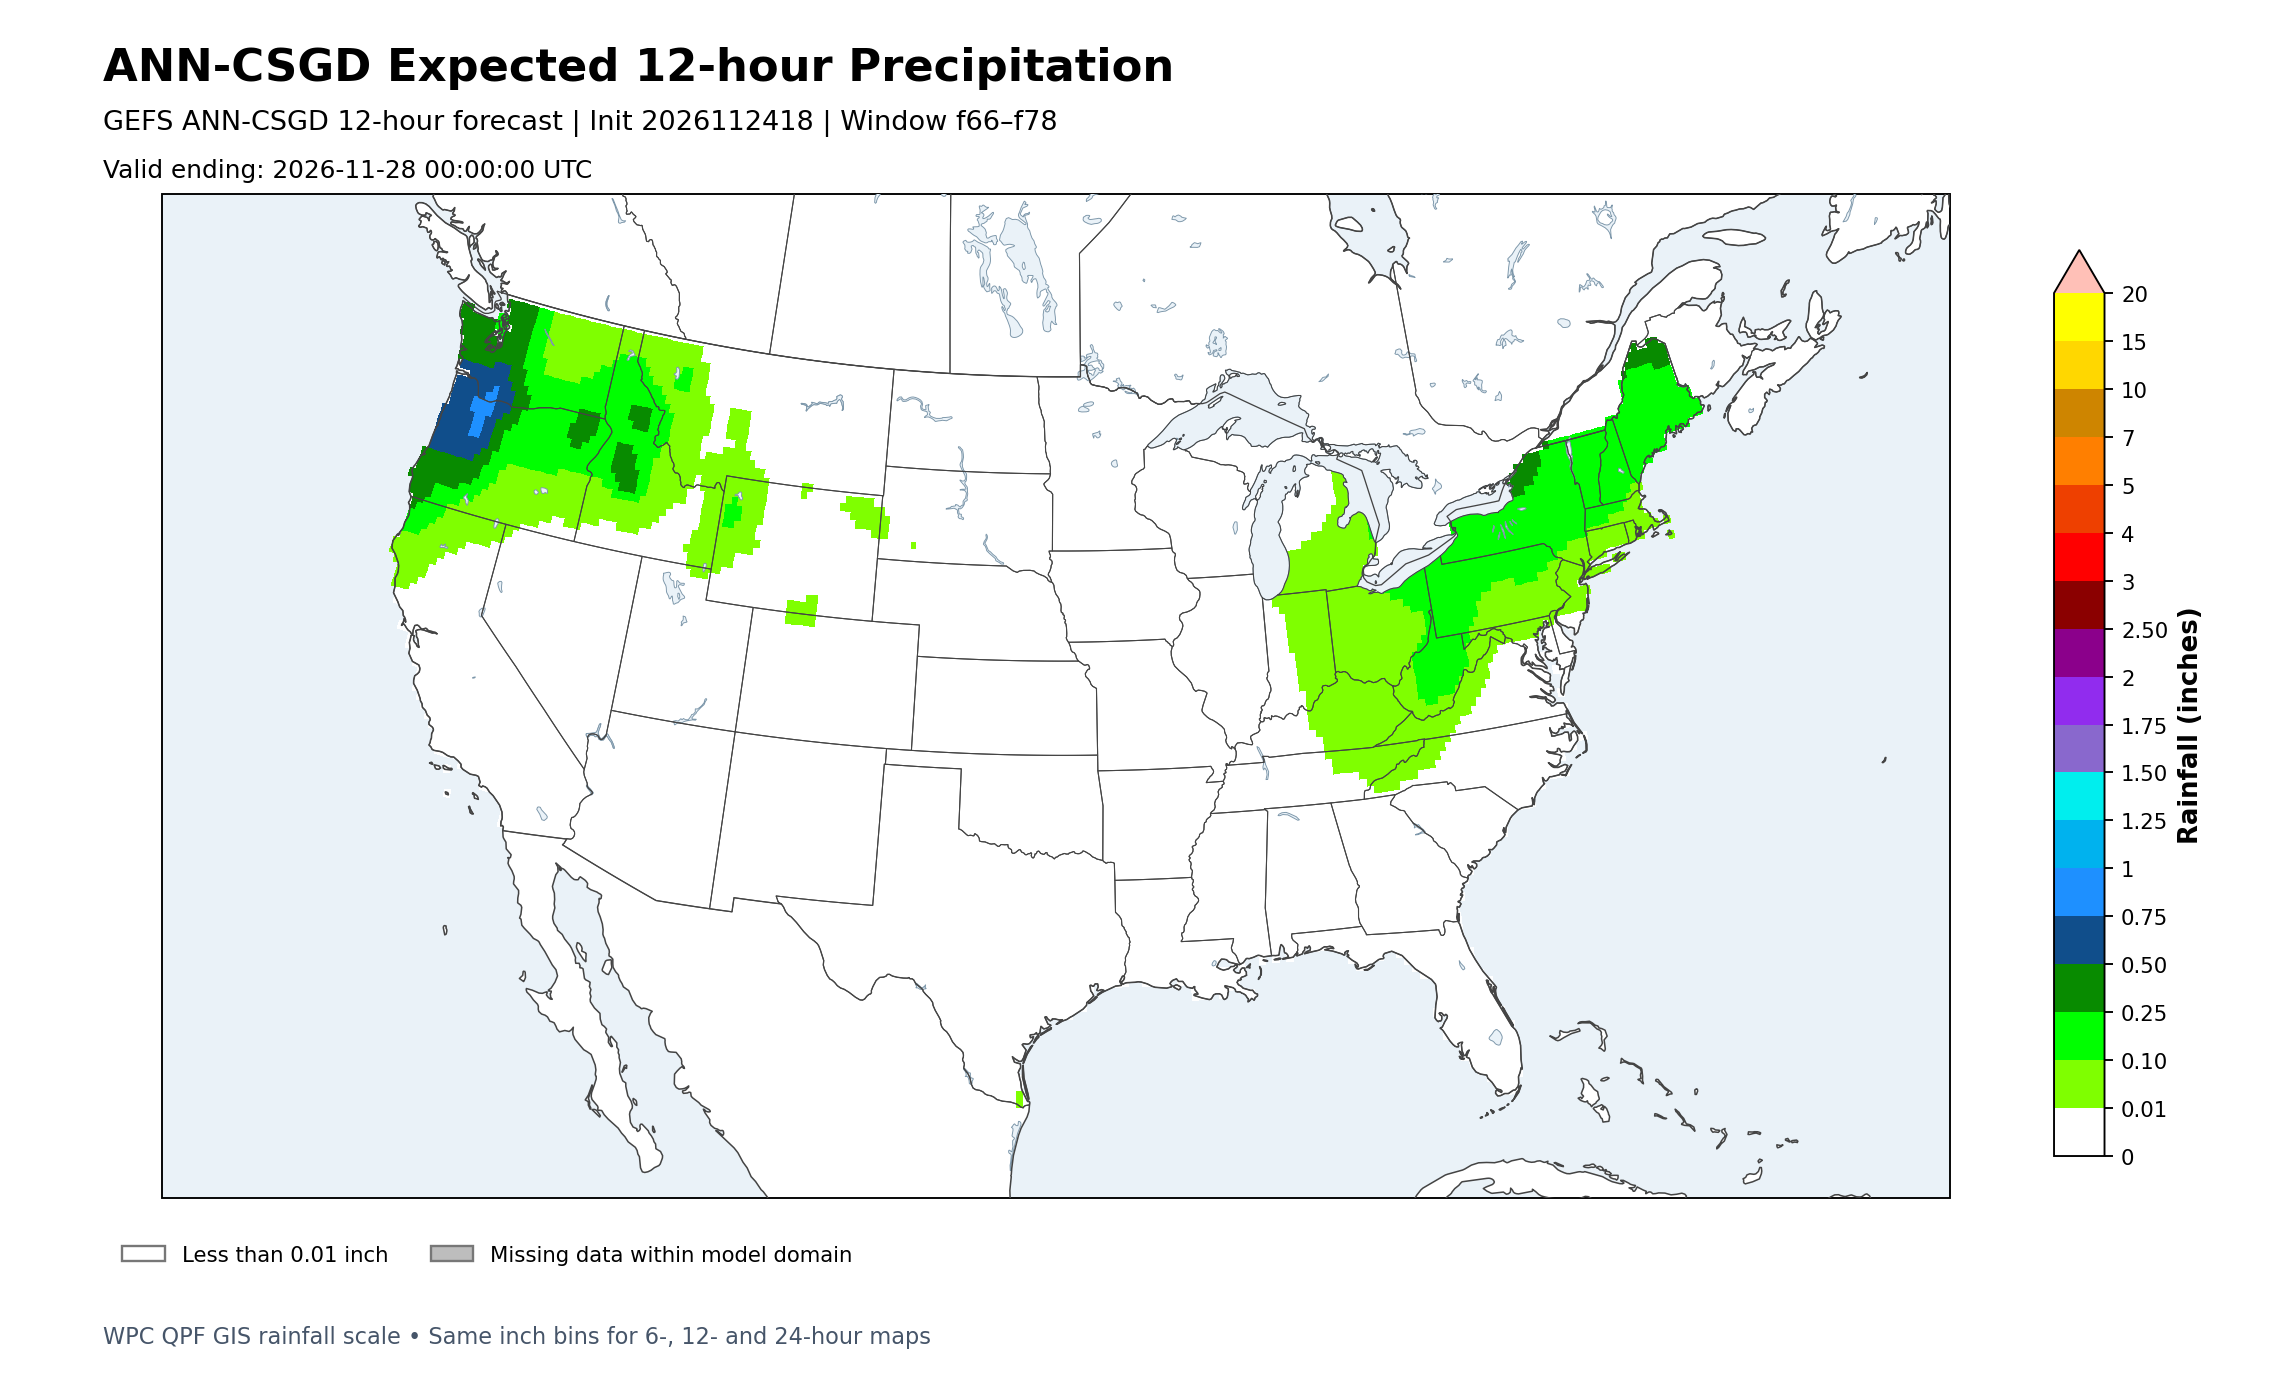 ANN-CSGD Expected 12-hour Precipitation
GEFS ANN-CSGD 12-hour forecast | Init 2026112418 | Window f66–f78
Valid ending: 2026-11-28 00:00:00 UTC
20
15
10
7
5
4
3
2.50
2
1.75
1.50
1.25
1
0.75
0.50
0.25
0.10
0.01
0
Rainfall (inches)
Less than 0.01 inch
Missing data within model domain
WPC QPF GIS rainfall scale • Same inch bins for 6-, 12- and 24-hour maps